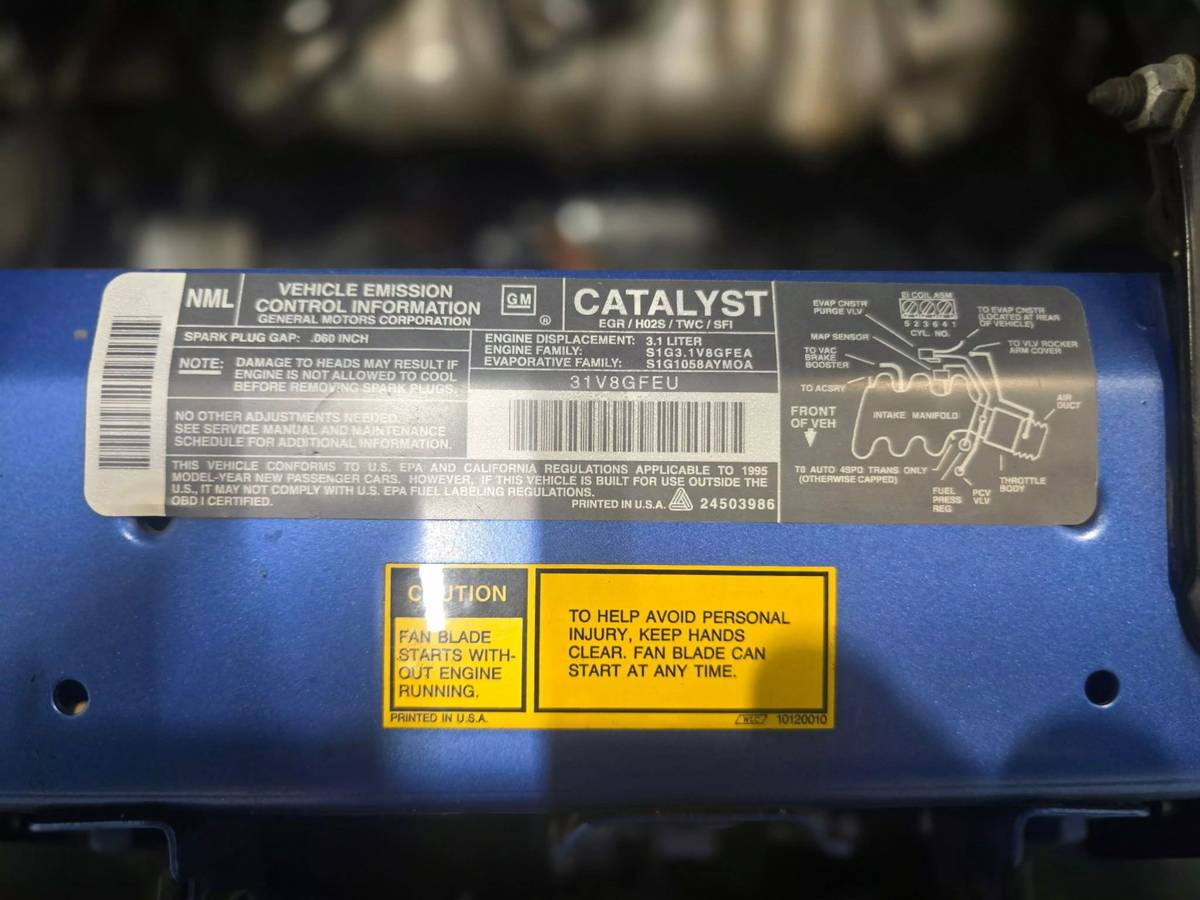 NML
VEHICLE EMISSION
CONTROL INFORMATION
GENERAL MOTORS CORPORATION
GM
®
CATALYST
EGR / HO2S / TWC / SFI
SPARK PLUG GAP: .060 INCH
NOTE: DAMAGE TO HEADS MAY RESULT IF
ENGINE IS NOT ALLOWED TO COOL
BEFORE REMOVING SPARK PLUGS.
NO OTHER ADJUSTMENTS NEEDED.
SEE SERVICE MANUAL AND MAINTENANCE
SCHEDULE FOR ADDITIONAL INFORMATION.
ENGINE DISPLACEMENT: 3.1 LITER
ENGINE FAMILY: S1G3.1V8GFEA
EVAPORATIVE FAMILY: S1G1058AYMOA
31V8GFEU
THIS VEHICLE CONFORMS TO U.S. EPA AND CALIFORNIA REGULATIONS APPLICABLE TO 1995
MODEL-YEAR NEW PASSENGER CARS. HOWEVER, IF THIS VEHICLE IS BUILT FOR USE OUTSIDE THE
U.S., IT MAY NOT COMPLY WITH U.S. EPA FUEL LABELING REGULATIONS.
OBD I CERTIFIED.
PRINTED IN U.S.A. 24503986
EVAP CNSTR
PURGE VLV
EI COIL ASM
5 2 3 6 4 1
CYL. NO.
TO EVAP CNSTR
(LOCATED AT REAR
OF VEHICLE)
MAP SENSOR
TO VLV ROCKER
ARM COVER
TO VAC
BRAKE
BOOSTER
TO ACSRY
FRONT
OF VEH
INTAKE MANIFOLD
AIR
DUCT
TO AUTO 4SPD TRANS ONLY
(OTHERWISE CAPPED)
FUEL
PRESS
REG
PCV
VLV
THROTTLE
BODY
CAUTION
FAN BLADE
STARTS WITH-
OUT ENGINE
RUNNING.
TO HELP AVOID PERSONAL
INJURY, KEEP HANDS
CLEAR. FAN BLADE CAN
START AT ANY TIME.
PRINTED IN U.S.A.
10120010